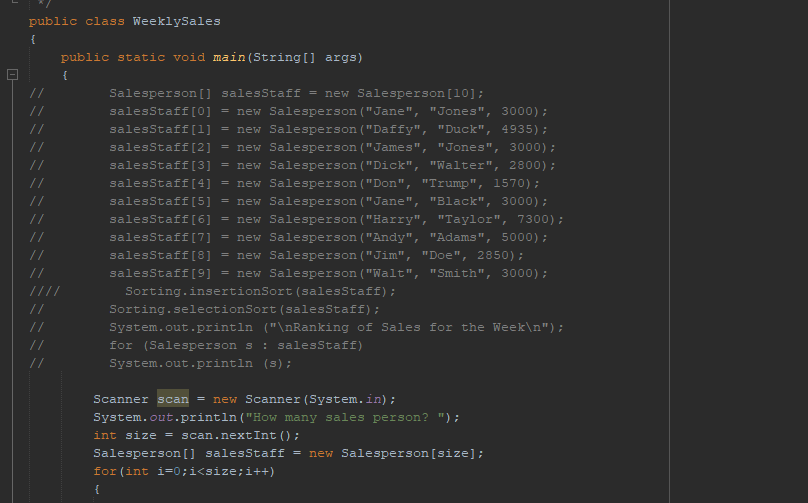 */
public class WeeklySales
{
public static void main(String[] args)
{
// Salesperson[] salesStaff = new Salesperson[10];
// salesStaff[0] = new Salesperson("Jane", "Jones", 3000);
// salesStaff[1] = new Salesperson("Daffy", "Duck", 4935);
// salesStaff[2] = new Salesperson("James", "Jones", 3000);
// salesStaff[3] = new Salesperson("Dick", "Walter", 2800);
// salesStaff[4] = new Salesperson("Don", "Trump", 1570);
// salesStaff[5] = new Salesperson("Jane", "Black", 3000);
// salesStaff[6] = new Salesperson("Harry", "Taylor", 7300);
// salesStaff[7] = new Salesperson("Andy", "Adams", 5000);
// salesStaff[8] = new Salesperson("Jim", "Doe", 2850);
// salesStaff[9] = new Salesperson("Walt", "Smith", 3000);
//// Sorting.insertionSort(salesStaff);
// Sorting.selectionSort(salesStaff);
// System.out.println ("\nRanking of Sales for the Week\n");
// for (Salesperson s : salesStaff)
// System.out.println (s);
Scanner scan = new Scanner(System.in);
System.out.println("How many sales person? ");
int size = scan.nextInt();
Salesperson[] salesStaff = new Salesperson[size];
for(int i=0;i<size;i++)
{